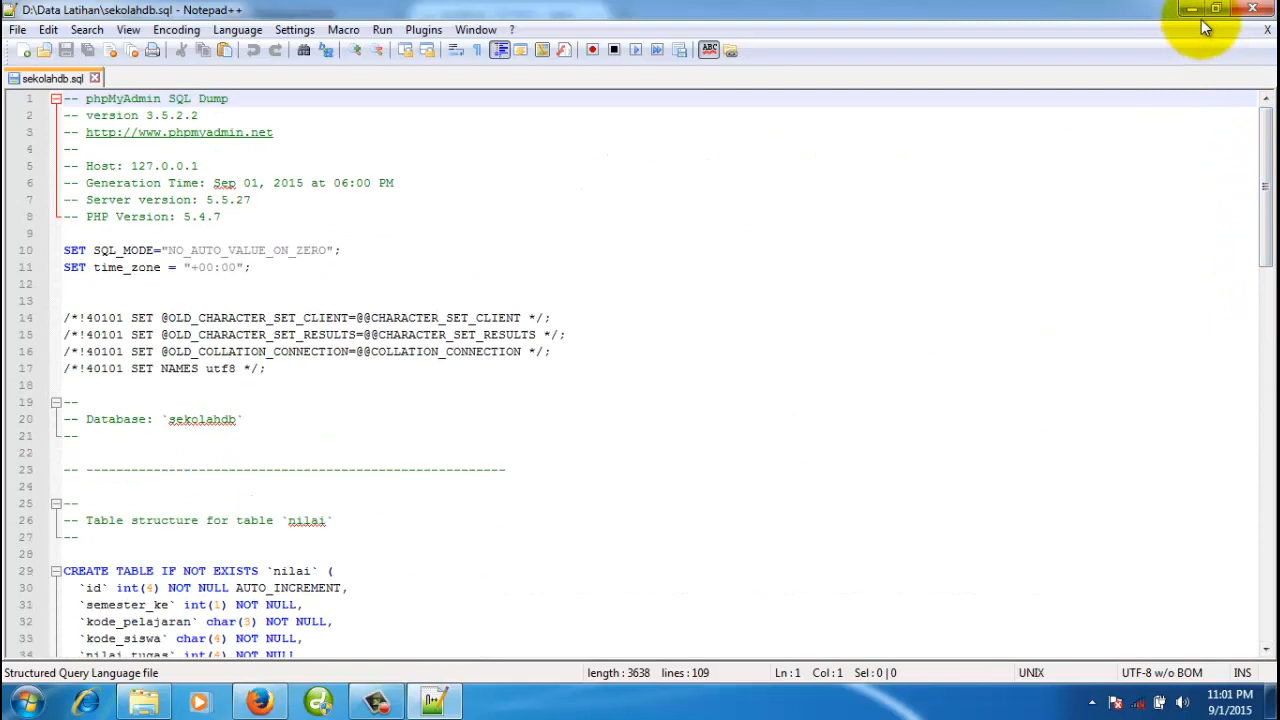 D:\Data Latihan\sekolahdb.sql - Notepad++
File Edit Search View Encoding Language Settings Macro Run Plugins Window ? X
ABC
sekolahdb.sql
1 -- phpMyAdmin SQL Dump
2 -- version 3.5.2.2
3 -- http://www.phpmyadmin.net
4 --
5 -- Host: 127.0.0.1
6 -- Generation Time: Sep 01, 2015 at 06:00 PM
7 -- Server version: 5.5.27
8 -- PHP Version: 5.4.7
9
10 SET SQL_MODE="NO_AUTO_VALUE_ON_ZERO";
11 SET time_zone = "+00:00";
12
13
14 /*!40101 SET @OLD_CHARACTER_SET_CLIENT=@@CHARACTER_SET_CLIENT */;
15 /*!40101 SET @OLD_CHARACTER_SET_RESULTS=@@CHARACTER_SET_RESULTS */;
16 /*!40101 SET @OLD_COLLATION_CONNECTION=@@COLLATION_CONNECTION */;
17 /*!40101 SET NAMES utf8 */;
18
19 --
20 -- Database: `sekolahdb`
21 --
22
23 -- --------------------------------------------------------
24
25 --
26 -- Table structure for table `nilai`
27 --
28
29 CREATE TABLE IF NOT EXISTS `nilai` (
30 `id` int(4) NOT NULL AUTO_INCREMENT,
31 `semester_ke` int(1) NOT NULL,
32 `kode_pelajaran` char(3) NOT NULL,
33 `kode_siswa` char(4) NOT NULL,
34 `nilai_tugas` int(4) NOT NULL,
Structured Query Language file length : 3638 lines : 109 Ln : 1 Col : 1 Sel : 0 | 0 UNIX UTF-8 w/o BOM INS
11:01 PM
9/1/2015